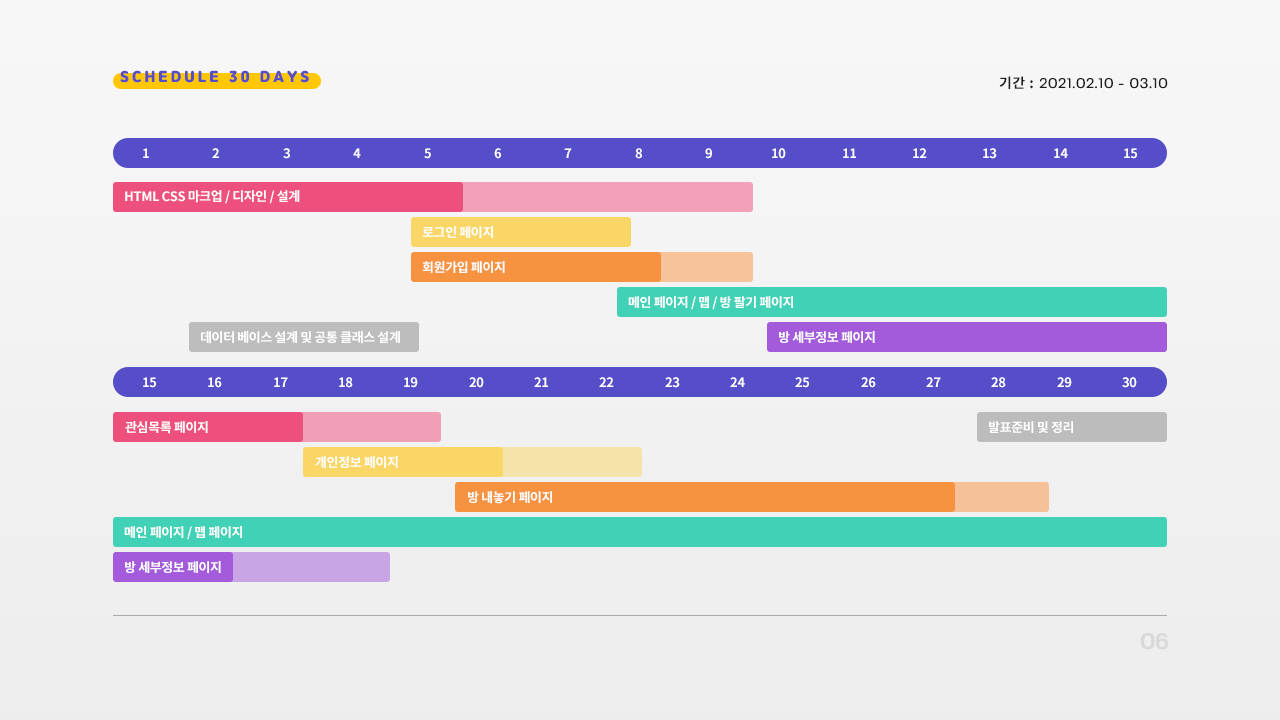 SCHEDULE 30 DAYS
기간 : 2021.02.10 - 03.10
1 2 3 4 5 6 7 8 9 10 11 12 13 14 15
HTML CSS 마크업 / 디자인 / 설계
로그인 페이지
회원가입 페이지
메인 페이지 / 멥 / 방 팔기 페이지
데이터 베이스 설계 및 공통 클래스 설계
방 세부정보 페이지
15 16 17 18 19 20 21 22 23 24 25 26 27 28 29 30
관심목록 페이지
발표준비 및 정리
개인정보 페이지
방 내놓기 페이지
메인 페이지 / 맵 페이지
방 세부정보 페이지
06